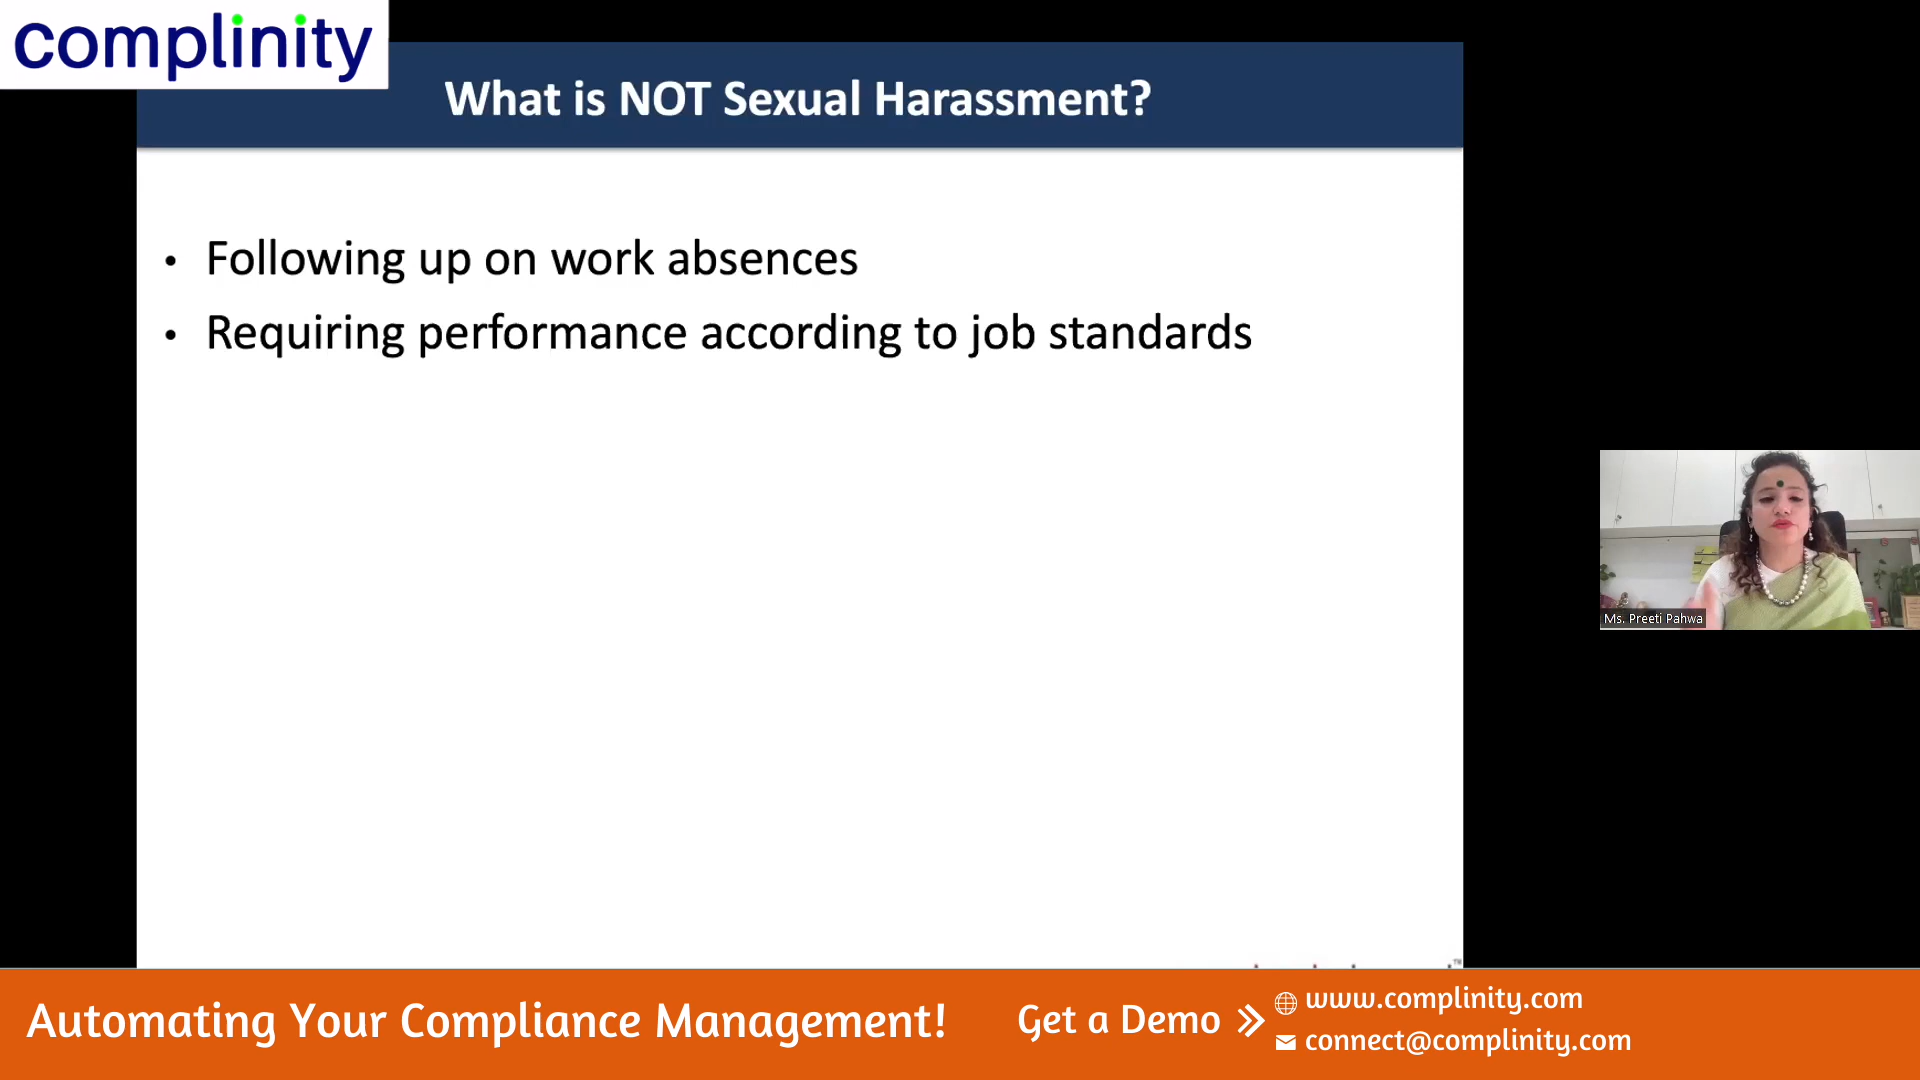 complinity
What is NOT Sexual Harassment?
• Following up on work absences
• Requiring performance according to job standards
Ms. Preeti Pahwa
Automating Your Compliance Management!
Get a Demo
www.complinity.com
connect@complinity.com